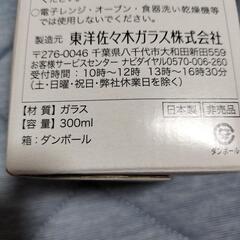 ○電子レンジ・オーブン・食器洗い乾燥機等
では使用しないでください。
製造元 東洋佐々木ガラス株式会社
〒276-0046 千葉県八千代市大和田新田559
お客様サービスセンター ナビダイヤル0570-006-260
受付時間：10時〜12時 13時〜16時30分
（土・日曜・祝日・弊社休業日を除く）
【材 質】ガラス
【容 量】300ml
箱：ダンボール
日本製
非売品
ダンボール